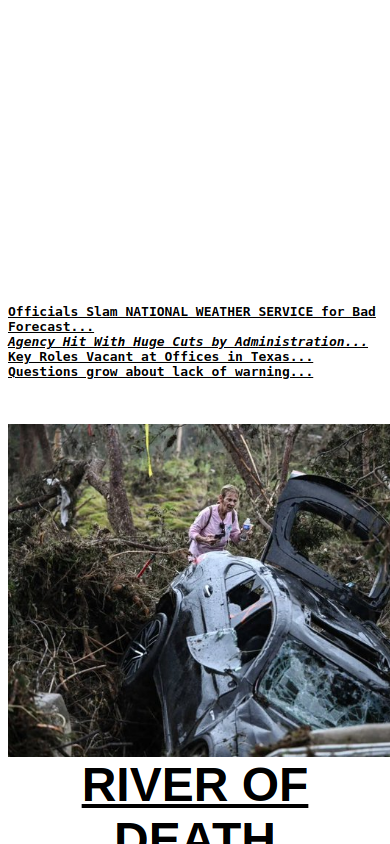 Officials Slam NATIONAL WEATHER SERVICE for Bad
Forecast...
Agency Hit With Huge Cuts by Administration...
Key Roles Vacant at Offices in Texas...
Questions grow about lack of warning...
RIVER OF
DEATH